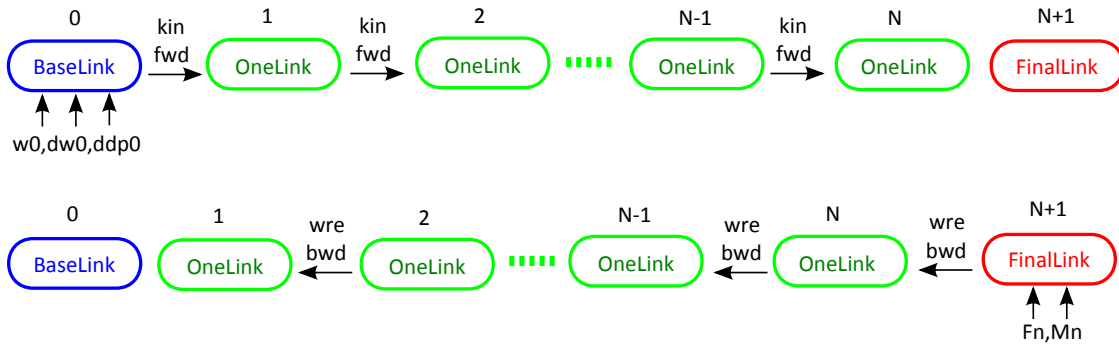 0 1 2 N-1 N N+1
kin kin kin
fwd fwd fwd
BaseLink OneLink OneLink OneLink OneLink FinalLink
w0,dw0,ddp0
0 1 2 N-1 N N+1
wre wre wre
bwd bwd bwd
BaseLink OneLink OneLink OneLink OneLink FinalLink
Fn,Mn